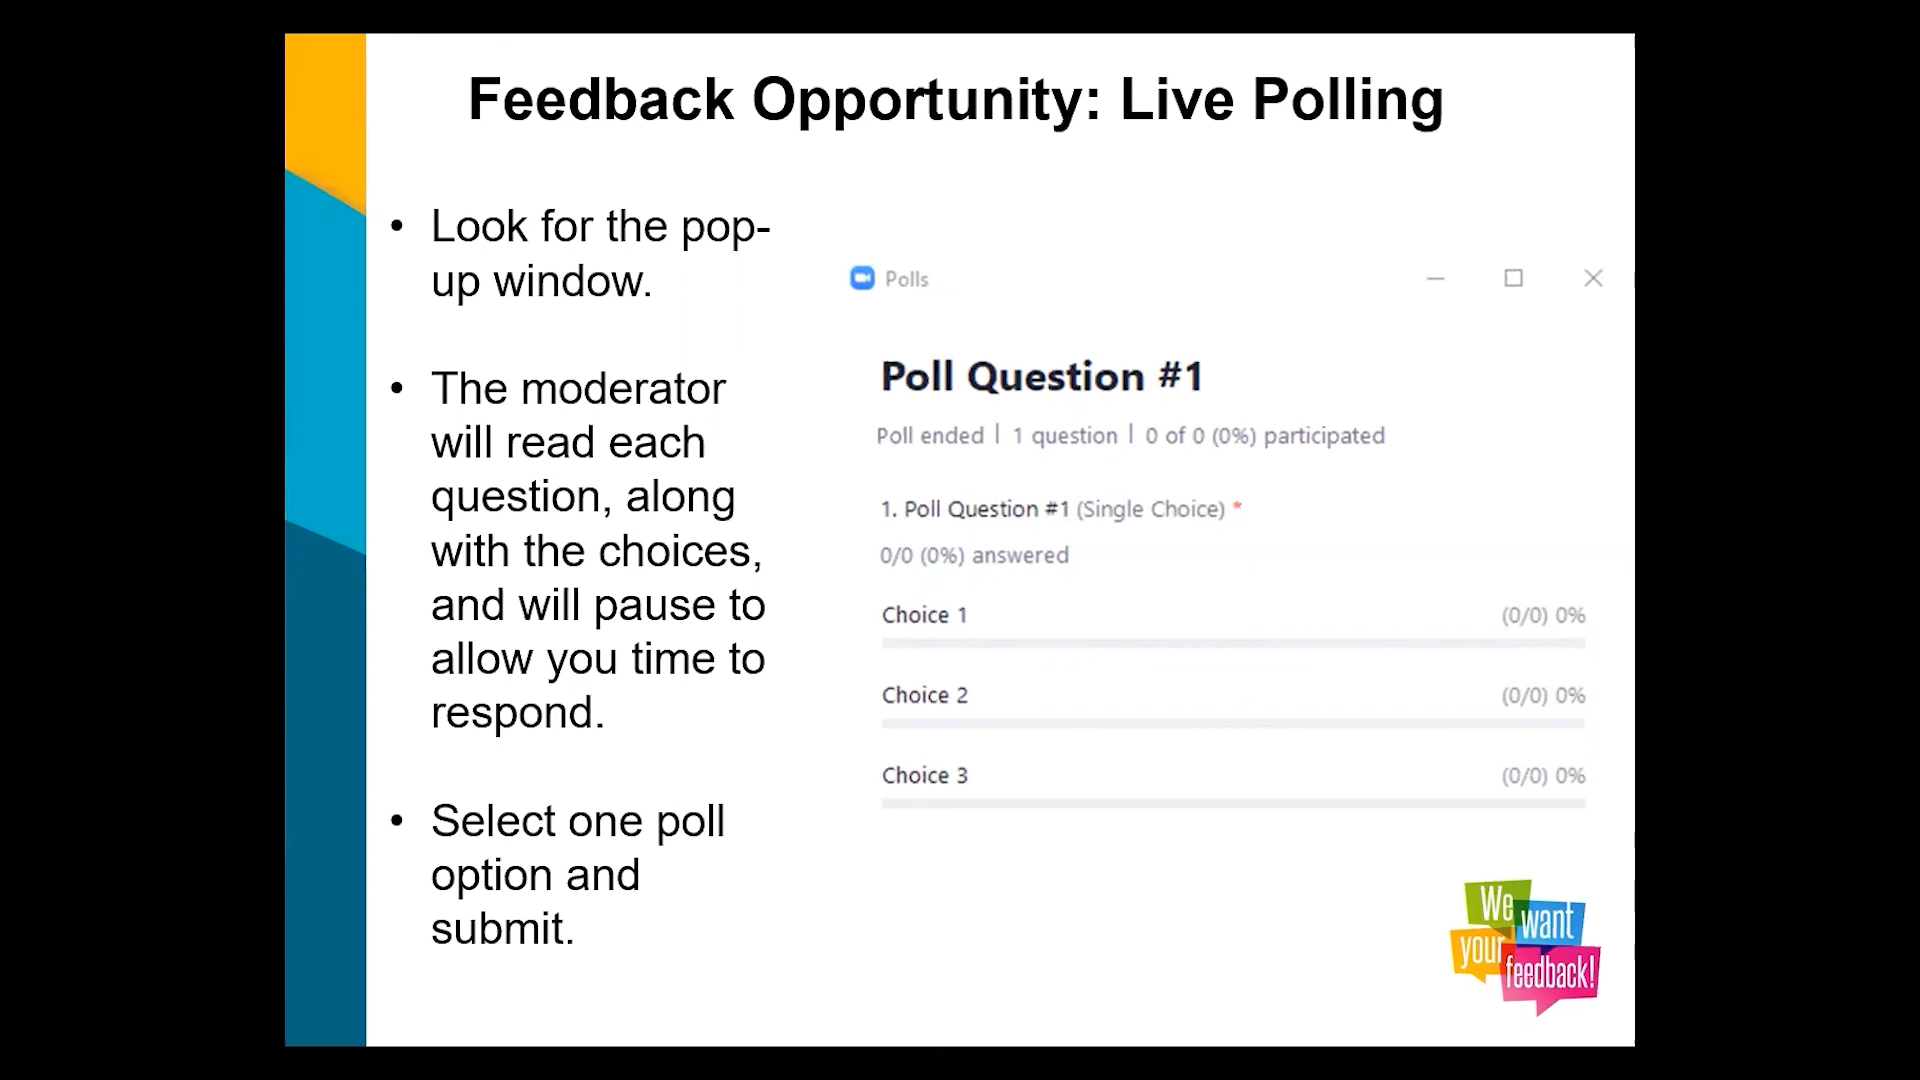 Feedback Opportunity: Live Polling
• Look for the pop-
up window.
• The moderator
will read each
question, along
with the choices,
and will pause to
allow you time to
respond.
• Select one poll
option and
submit.
Polls
Poll Question #1
Poll ended | 1 question | 0 of 0 (0%) participated
1. Poll Question #1 (Single Choice) *
0/0 (0%) answered
Choice 1 (0/0) 0%
Choice 2 (0/0) 0%
Choice 3 (0/0) 0%
We
want
your
feedback!